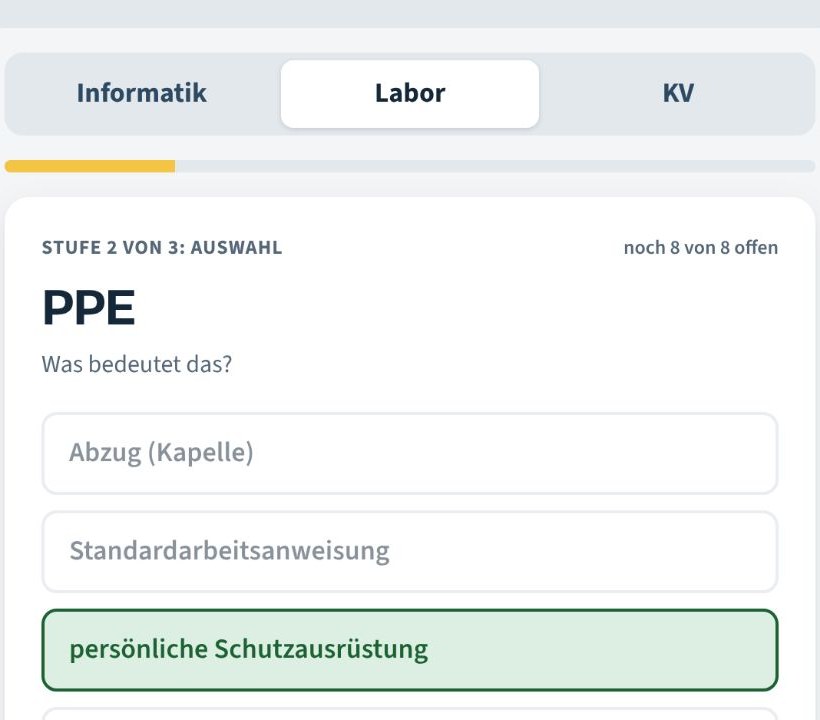 Informatik
Labor
KV
STUFE 2 VON 3: AUSWAHL
noch 8 von 8 offen
PPE
Was bedeutet das?
Abzug (Kapelle)
Standardarbeitsanweisung
persönliche Schutzausrüstung